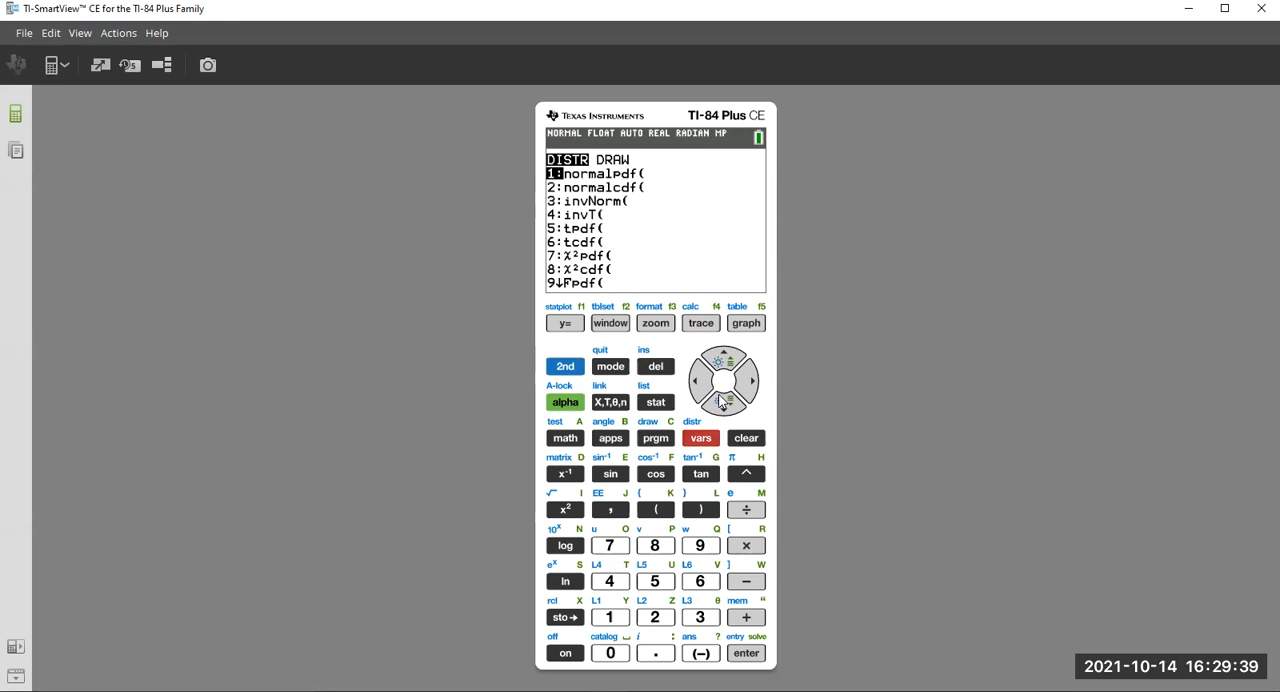 TI-SmartView™ CE for the TI-84 Plus Family
File Edit View Actions Help
TEXAS INSTRUMENTS TI-84 Plus CE
NORMAL FLOAT AUTO REAL RADIAN MP
DISTR DRAW
1:normalpdf(
2:normalcdf(
3:invNorm(
4:invT(
5:tpdf(
6:tcdf(
7:χ²pdf(
8:χ²cdf(
9↓Fpdf(
statplot f1 tblset f2 format f3 calc f4 table f5
y= window zoom trace graph
quit ins
2nd mode del
A-lock link list
alpha X,T,θ,n stat
test A angle B draw C distr
math apps prgm vars clear
matrix D sin⁻¹ E cos⁻¹ F tan⁻¹ G π H
x⁻¹ sin cos tan ^
√ I EE J { K } L e M
x² , ( ) ÷
10ˣ N u O v P w Q [ R
log 7 8 9 ×
eˣ S L4 T L5 U L6 V ] W
ln 4 5 6 −
rcl X L1 Y L2 Z L3 θ mem “
sto→ 1 2 3 +
off catalog ⎵ i : ans ? entry solve
on 0 . (−) enter
2021-10-14 16:29:39